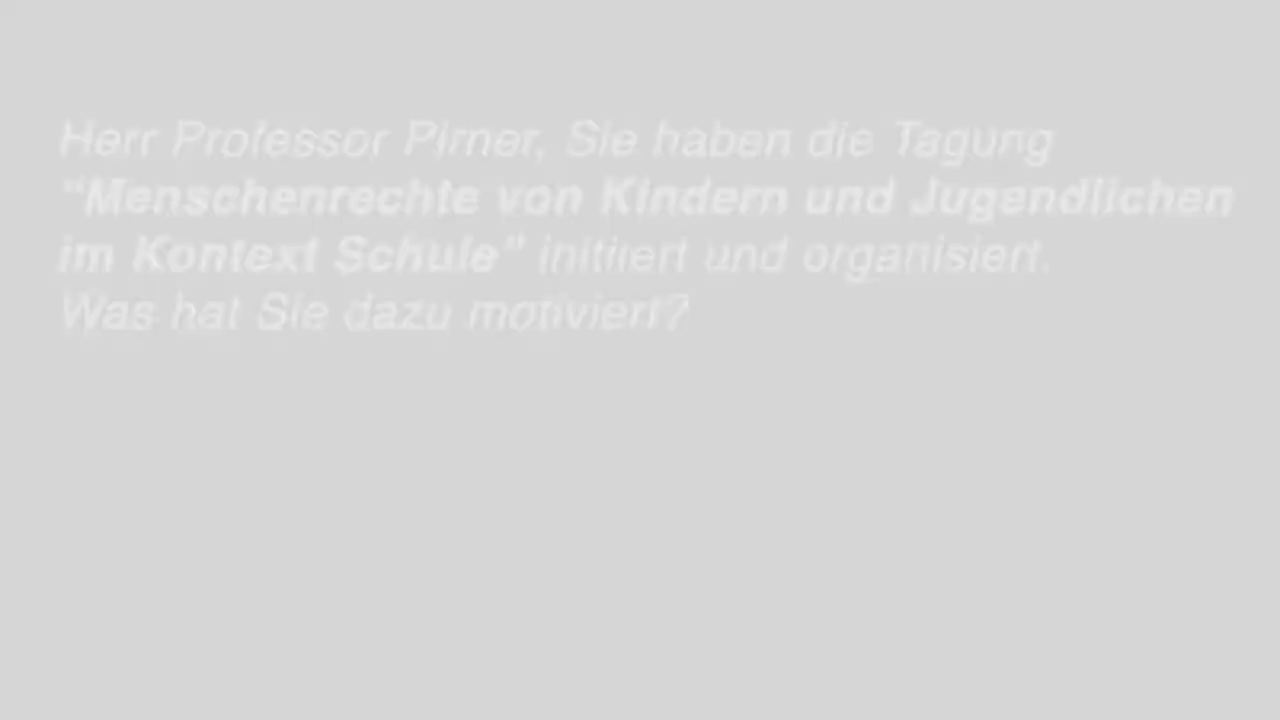 Herr Professor Pirner, Sie haben die Tagung
"Menschenrechte von Kindern und Jugendlichen
im Kontext Schule" initiiert und organisiert.
Was hat Sie dazu motiviert?